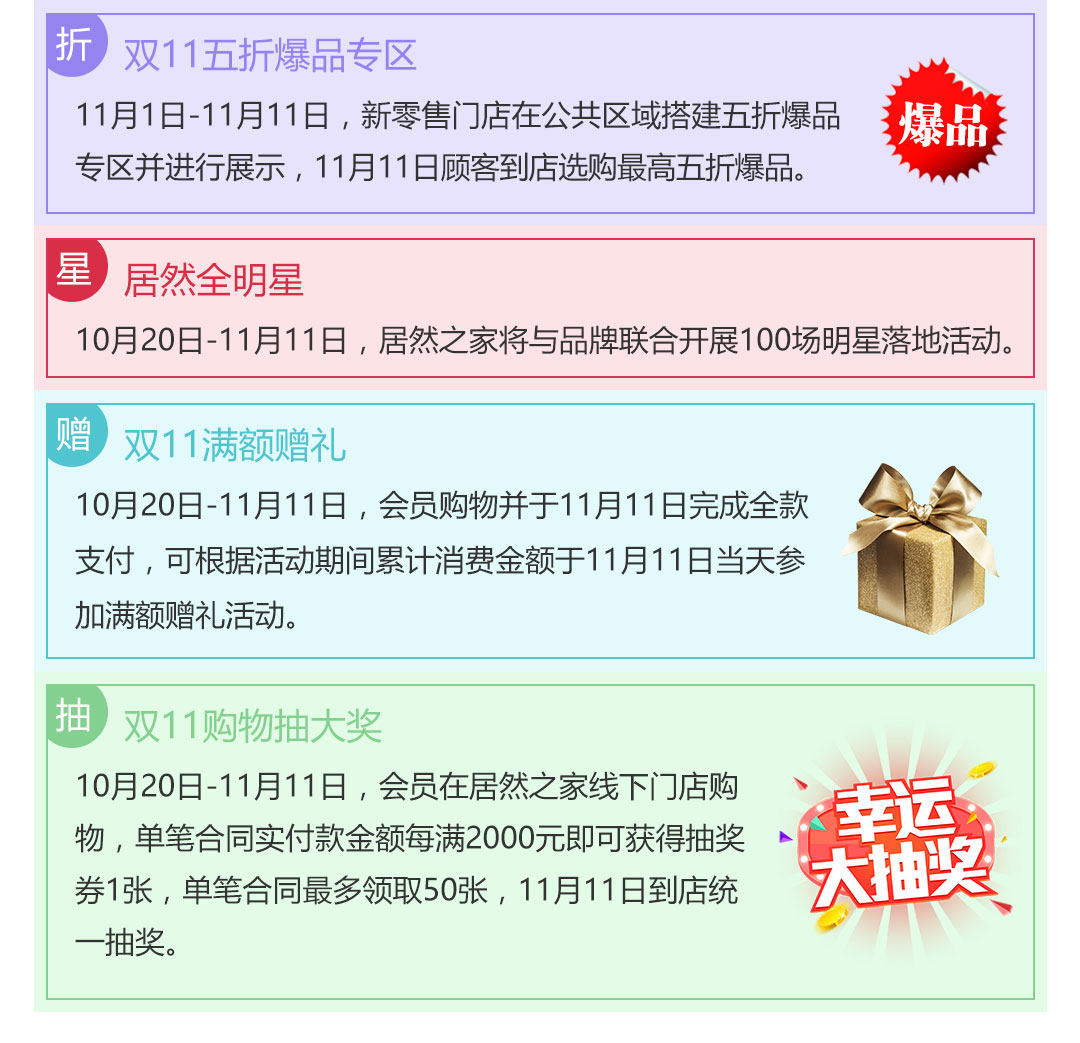 折
双11五折爆品专区
11月1日-11月11日，新零售门店在公共区域搭建五折爆品
专区并进行展示，11月11日顾客到店选购最高五折爆品。
爆品
星
居然全明星
10月20日-11月11日，居然之家将与品牌联合开展100场明星落地活动。
赠
双11满额赠礼
10月20日-11月11日，会员购物并于11月11日完成全款
支付，可根据活动期间累计消费金额于11月11日当天参
加满额赠礼活动。
抽
双11购物抽大奖
10月20日-11月11日，会员在居然之家线下门店购
物，单笔合同实付款金额每满2000元即可获得抽奖
券1张，单笔合同最多领取50张，11月11日到店统
一抽奖。
幸运
大抽奖